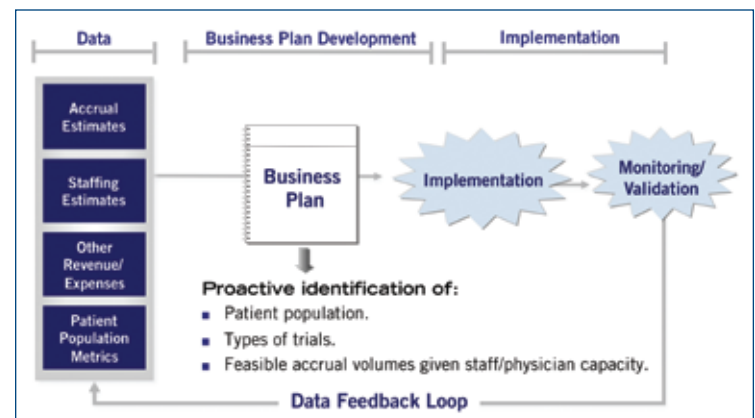 Data
Business Plan Development
Implementation
Accrual
Estimates
Staffing
Estimates
Other
Revenue/
Expenses
Patient
Population
Metrics
Business
Plan
Implementation
Monitoring/
Validation
Proactive identification of:
▪ Patient population.
▪ Types of trials.
▪ Feasible accrual volumes given staff/physician capacity.
Data Feedback Loop